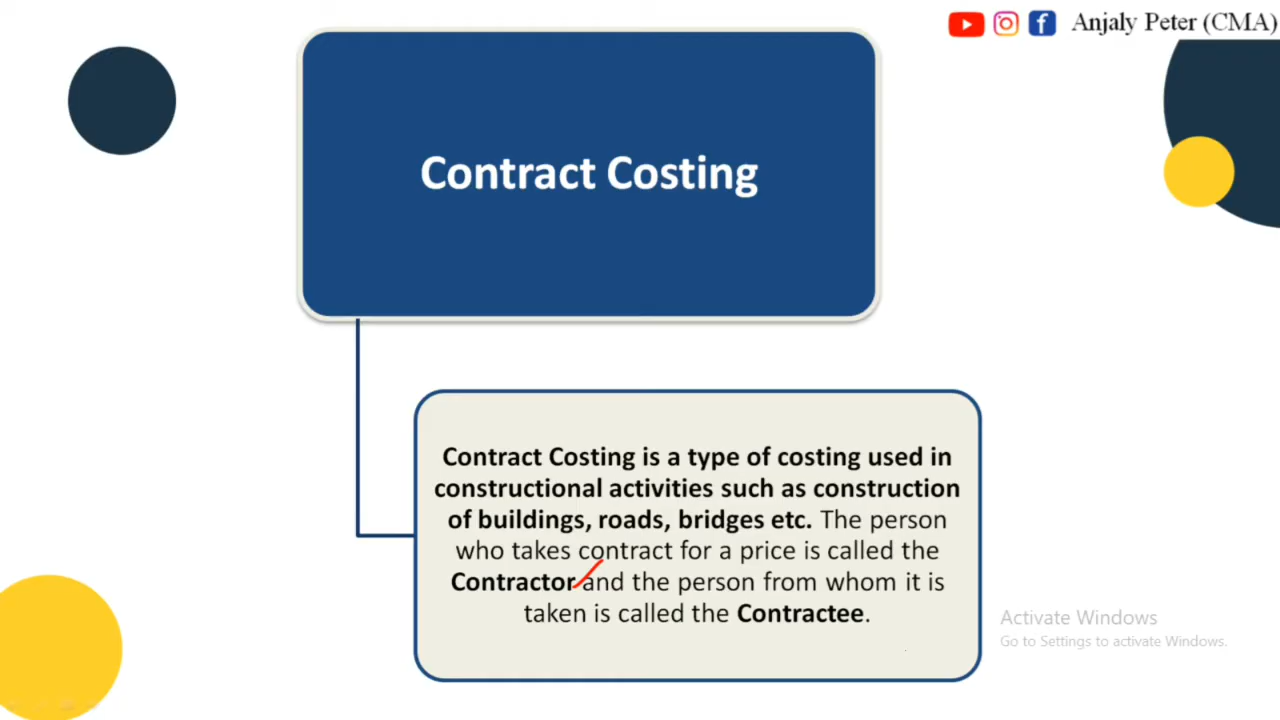 Anjaly Peter (CMA)
Contract Costing
Contract Costing is a type of costing used in
constructional activities such as construction
of buildings, roads, bridges etc. The person
who takes contract for a price is called the
Contractor and the person from whom it is
taken is called the Contractee.
Activate Windows
Go to Settings to activate Windows.